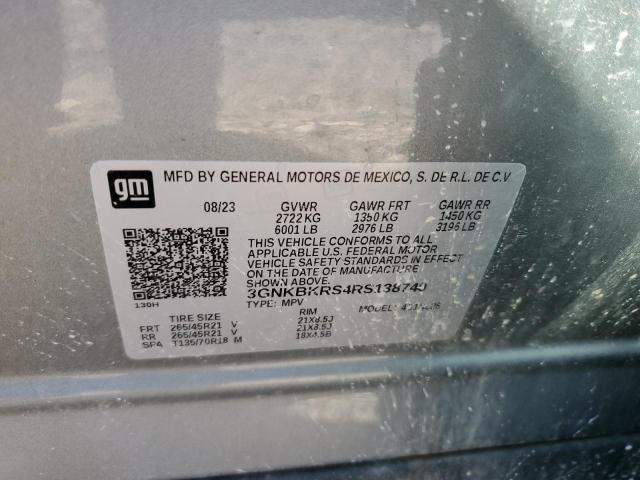 gm
MFD BY GENERAL MOTORS DE MEXICO, S. DE R.L. DE C.V
08/23 GVWR GAWR FRT GAWR RR
2722 KG 1350 KG 1450 KG
6001 LB 2976 LB 3196 LB
THIS VEHICLE CONFORMS TO ALL
APPLICABLE U.S. FEDERAL MOTOR
VEHICLE SAFETY STANDARDS IN
EFFECT ON THE DATE OF MANUFACTURE
SHOWN ABOVE.
3GNKBKRS4RS138749
130H
TYPE: MPV MODEL:
TIRE SIZE RIM
FRT 265/45R21 V 21X8.5J
RR 265/45R21 V 21X8.5J
SPA T135/70R18 M 18X4.5B